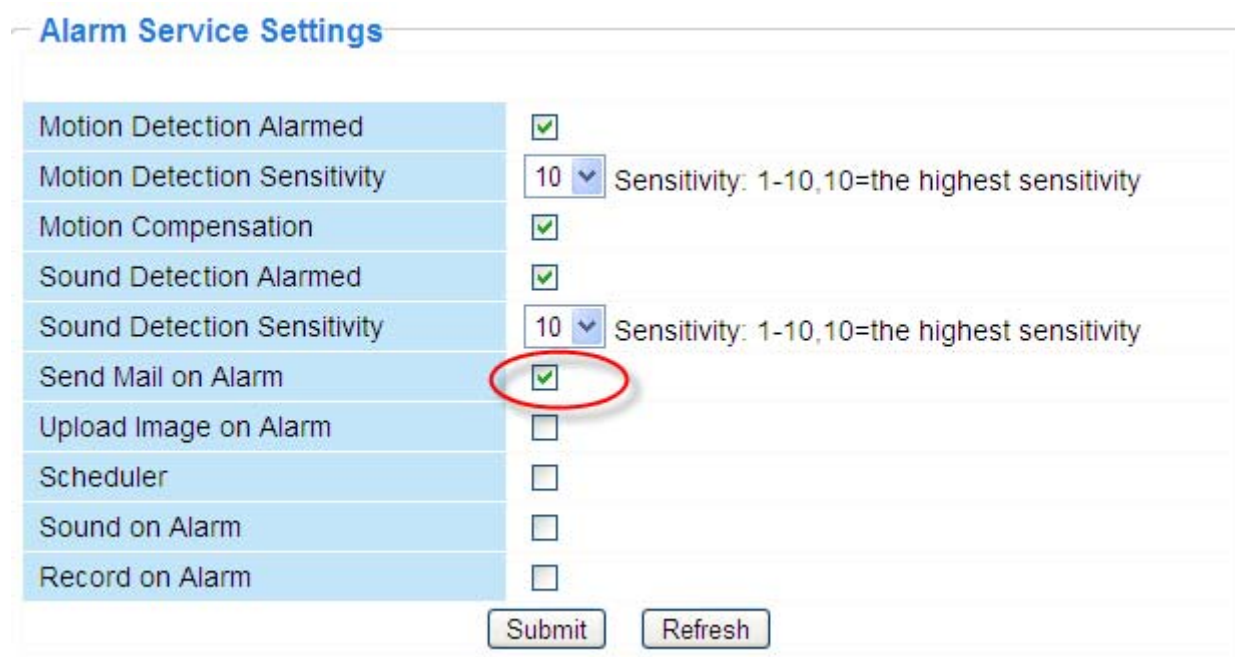 Alarm Service Settings
Motion Detection Alarmed
Motion Detection Sensitivity 10 Sensitivity: 1-10,10=the highest sensitivity
Motion Compensation
Sound Detection Alarmed
Sound Detection Sensitivity 10 Sensitivity: 1-10,10=the highest sensitivity
Send Mail on Alarm
Upload Image on Alarm
Scheduler
Sound on Alarm
Record on Alarm
Submit Refresh